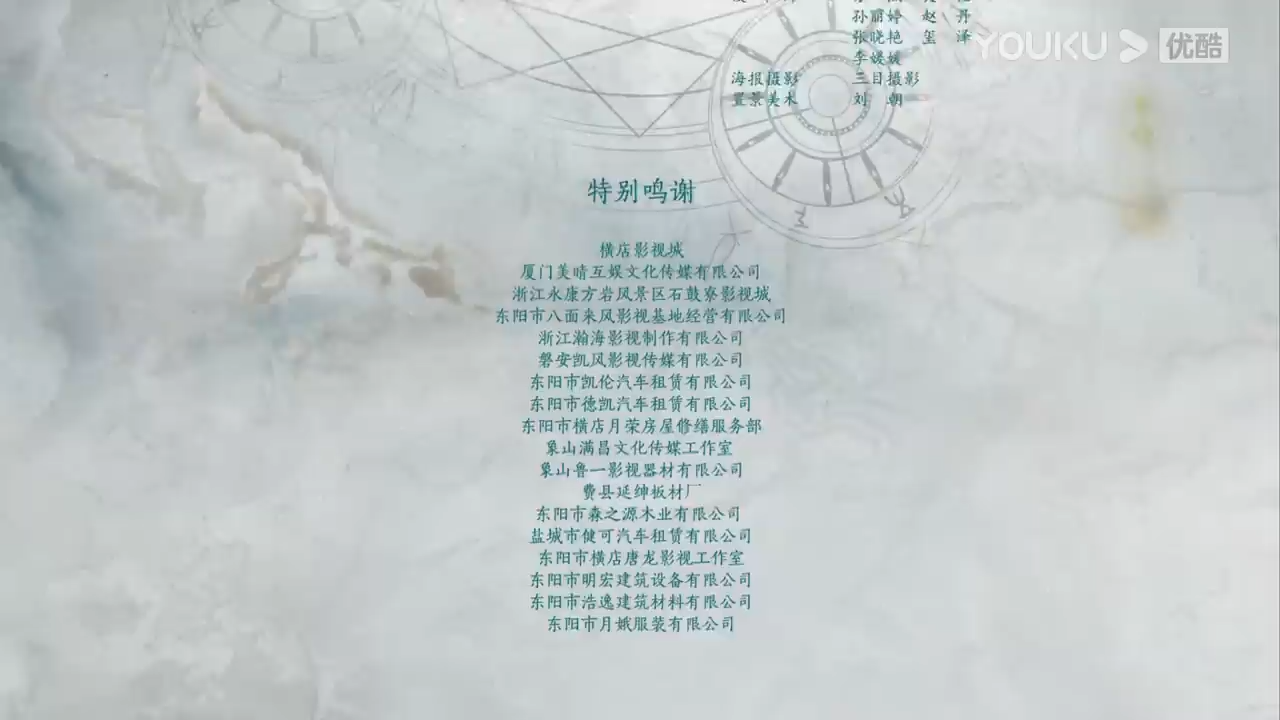 孙丽婷 赵 丹
张晓艳 玺 泽
李媛媛
海报摄影 三目摄影
置景美术 刘 朝
YOUKU 优酷
特别鸣谢
横店影视城
厦门美晴互娱文化传媒有限公司
浙江永康方岩风景区石鼓寮影视城
东阳市八面来风影视基地经营有限公司
浙江瀚海影视制作有限公司
磐安凯风影视传媒有限公司
东阳市凯伦汽车租赁有限公司
东阳市德凯汽车租赁有限公司
东阳市横店月荣房屋修缮服务部
象山满昌文化传媒工作室
象山鲁一影视器材有限公司
费县延绅板材厂
东阳市森之源木业有限公司
盐城市健可汽车租赁有限公司
东阳市横店唐龙影视工作室
东阳市明宏建筑设备有限公司
东阳市浩逸建筑材料有限公司
东阳市月娥服装有限公司